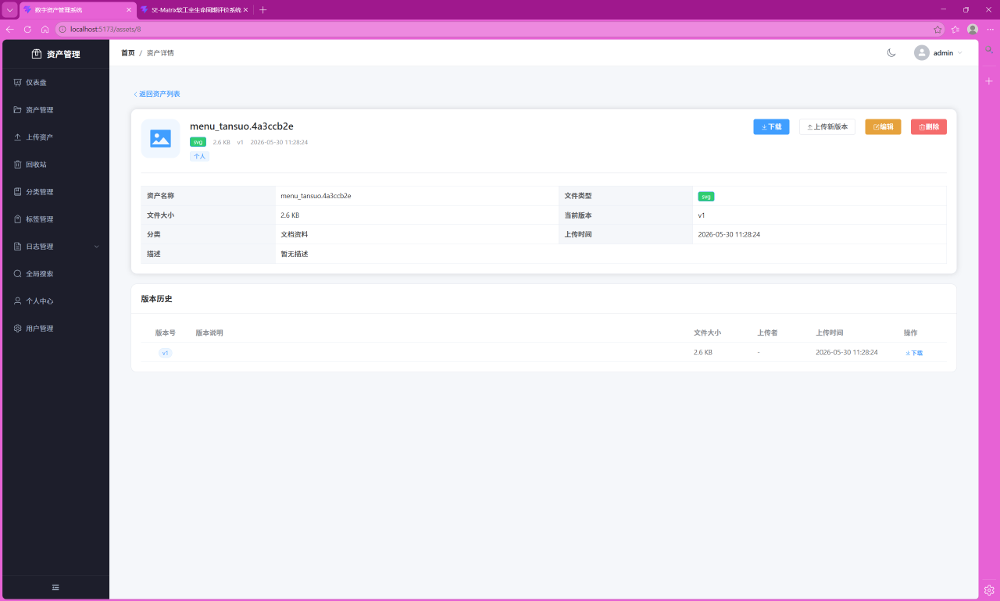 数字资产管理系统
SE-Matrix软工全生命周期评价系统
localhost:5173/assets/8
资产管理
首页 / 资产详情
admin
仪表盘
资产管理
上传资产
回收站
分类管理
标签管理
日志管理
全局搜索
个人中心
用户管理
返回资产列表
menu_tansuo.4a3ccb2e
svg 2.6 KB v1 2026-05-30 11:28:24
个人
下载 上传新版本 编辑 删除
资产名称 menu_tansuo.4a3ccb2e 文件类型 svg
文件大小 2.6 KB 当前版本 v1
分类 文档资料 上传时间 2026-05-30 11:28:24
描述 暂无描述
版本历史
版本号 版本说明 文件大小 上传者 上传时间 操作
v1 2.6 KB - 2026-05-30 11:28:24 下载